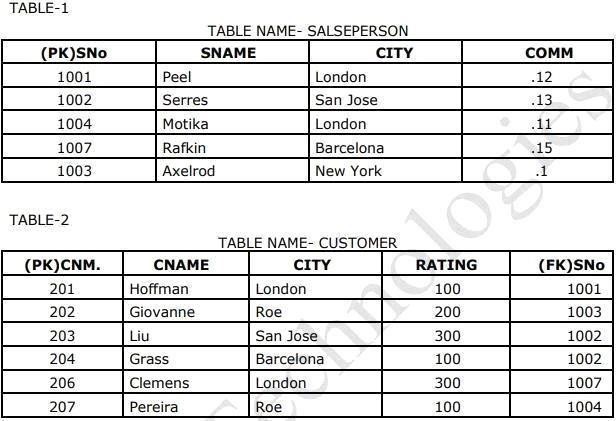 TABLE-1
TABLE NAME- SALSEPERSON
(PK)SNo SNAME CITY COMM
1001 Peel London .12
1002 Serres San Jose .13
1004 Motika London .11
1007 Rafkin Barcelona .15
1003 Axelrod New York .1
TABLE-2
TABLE NAME- CUSTOMER
(PK)CNM. CNAME CITY RATING (FK)SNo
201 Hoffman London 100 1001
202 Giovanne Roe 200 1003
203 Liu San Jose 300 1002
204 Grass Barcelona 100 1002
206 Clemens London 300 1007
207 Pereira Roe 100 1004
Technologies